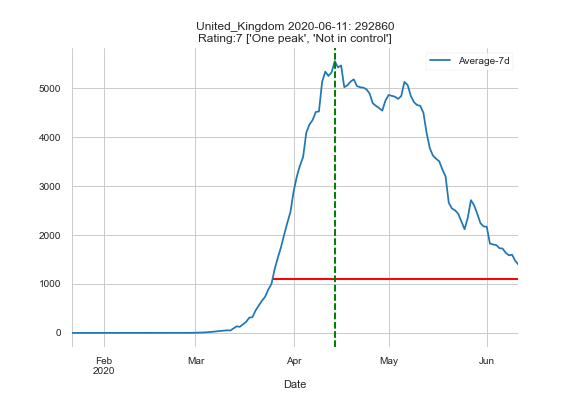 United_Kingdom 2020-06-11: 292860
Rating:7 ['One peak', 'Not in control']
Average-7d
5000
4000
3000
2000
1000
0
Feb
2020
Mar
Apr
May
Jun
Date